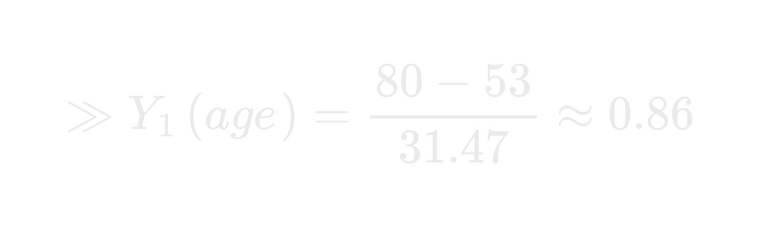 ≫ Y₁ (age) = (80 − 53) / 31.47 ≈ 0.86